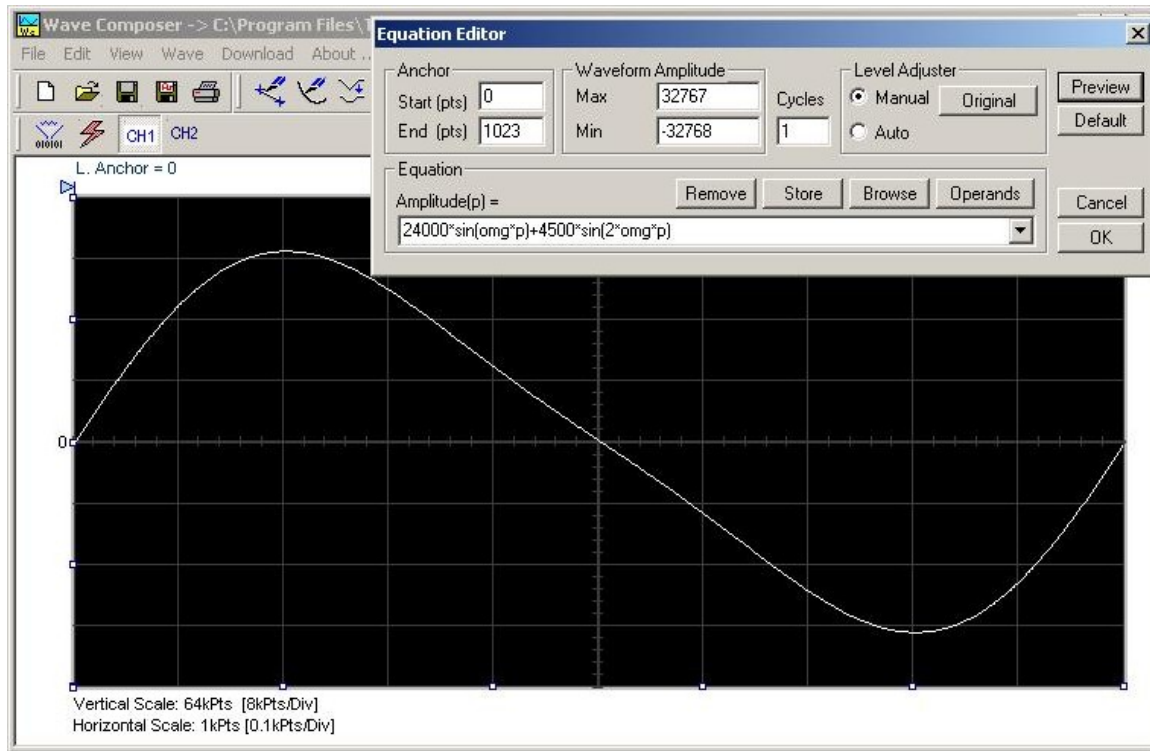 Wave Composer -> C:\Program Files\
File Edit View Wave Download About ..
CH1 CH2
L. Anchor = 0
0
Vertical Scale: 64kPts [8kPts/Div]
Horizontal Scale: 1kPts [0.1kPts/Div]
Equation Editor
Anchor
Start (pts) 0
End (pts) 1023
Waveform Amplitude
Max 32767
Min -32768
Cycles
1
Level Adjuster
Manual Original
Auto
Preview
Default
Cancel
OK
Equation
Remove Store Browse Operands
Amplitude(p) =
24000*sin(omg*p)+4500*sin(2*omg*p)